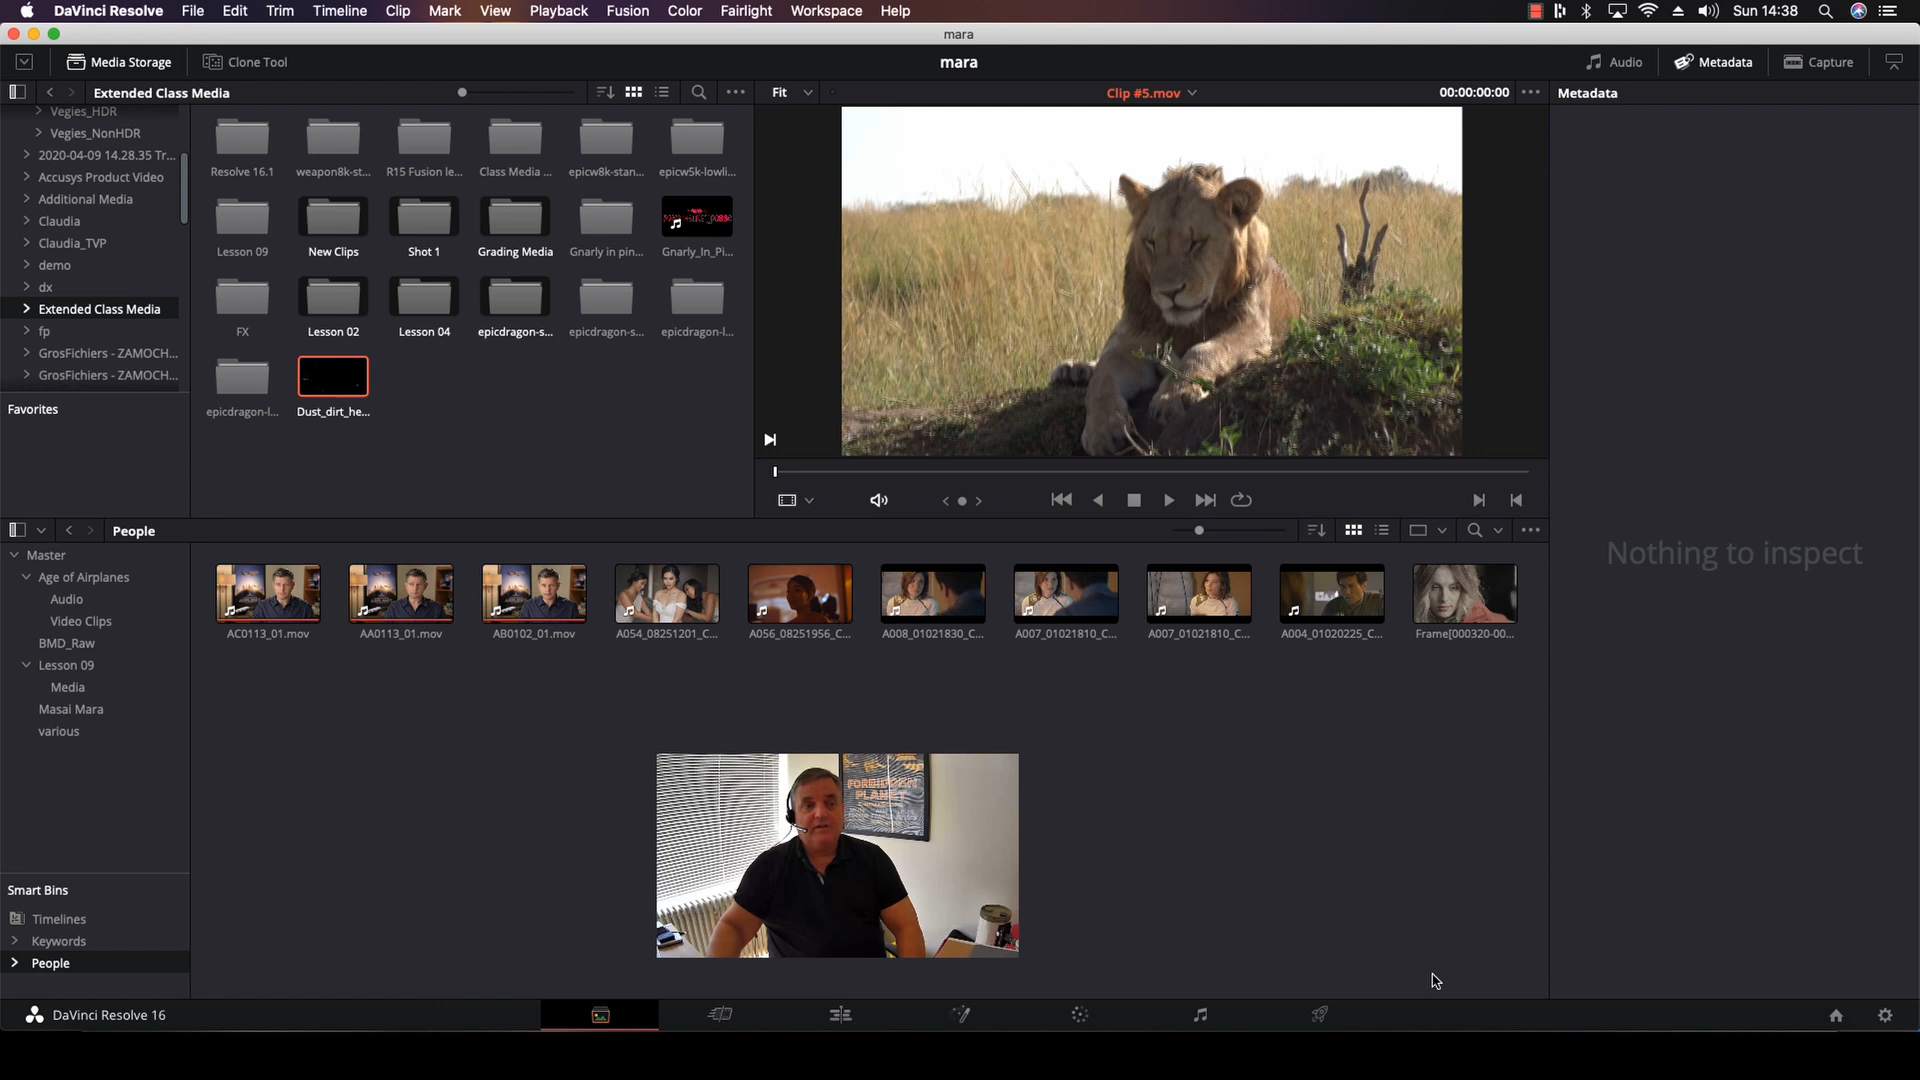 DaVinci Resolve File Edit Trim Timeline Clip Mark View Playback Fusion Color Fairlight Workspace Help Sun 14:38
mara
Media Storage Clone Tool mara Audio Metadata Capture
Extended Class Media Fit Clip #5.mov 00:00:00:00 Metadata
Vegies_HDR
Vegies_NonHDR
2020-04-09 14.28.35 Tr...
Accusys Product Video
Additional Media
Claudia
Claudia_TVP
demo
dx
Extended Class Media
fp
GrosFichiers - ZAMOCH...
GrosFichiers - ZAMOCH...
Favorites
Resolve 16.1 weapon8k-st... R15 Fusion le... Class Media ... epicw8k-stan... epicw5k-lowli...
Lesson 09 New Clips Shot 1 Grading Media Gnarly in pin... Gnarly_In_Pi...
FX Lesson 02 Lesson 04 epicdragon-s... epicdragon-s... epicdragon-l...
epicdragon-l... Dust_dirt_he...
Nothing to inspect
People
Master
Age of Airplanes
Audio
Video Clips
BMD_Raw
Lesson 09
Media
Masai Mara
various
AC0113_01.mov AA0113_01.mov AB0102_01.mov A054_08251201_C... A056_08251956_C... A008_01021830_C... A007_01021810_C... A007_01021810_C... A004_01020225_C... Frame[000320-00...
FORBIDDEN
PLANET
Smart Bins
Timelines
Keywords
People
DaVinci Resolve 16